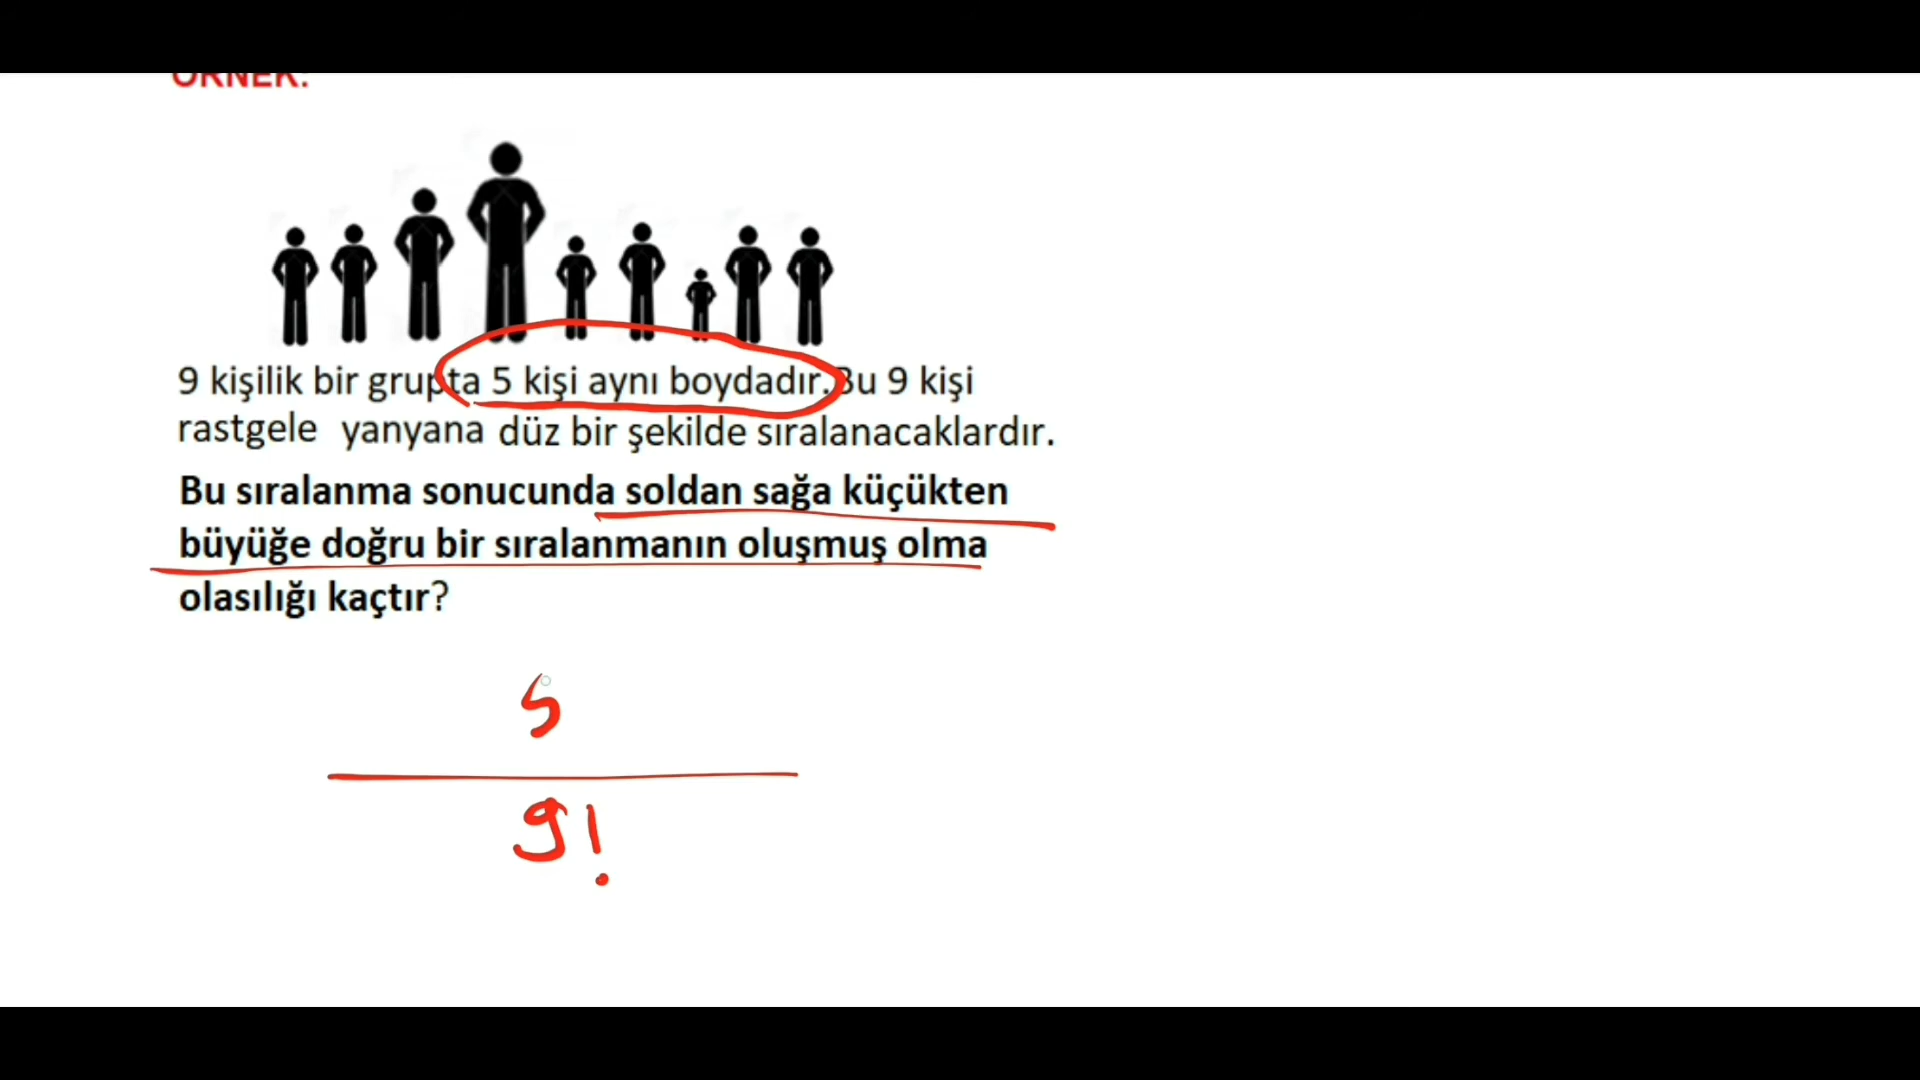 ÖRNEK:
9 kişilik bir grupta 5 kişi aynı boydadır. Bu 9 kişi
rastgele yanyana düz bir şekilde sıralanacaklardır.
Bu sıralanma sonucunda soldan sağa küçükten
büyüğe doğru bir sıralanmanın oluşmuş olma
olasılığı kaçtır?
5
9!